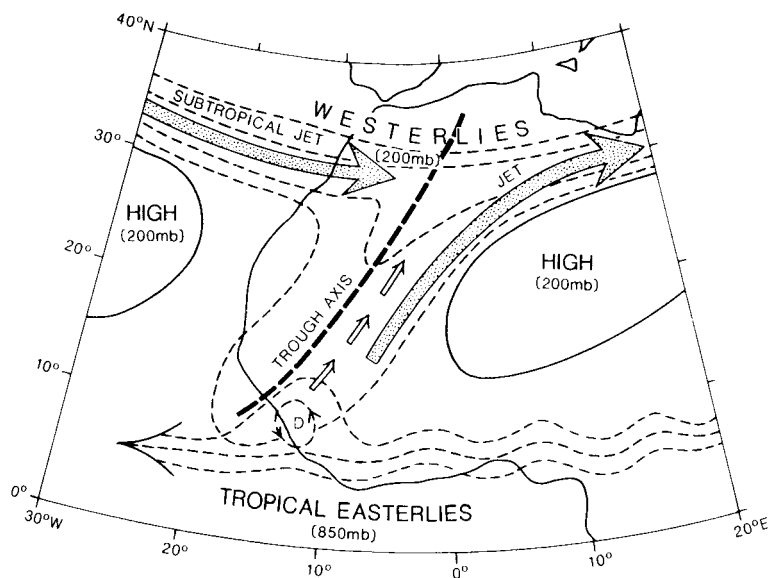 40°N
SUBTROPICAL JET
WESTERLIES
(200mb)
30°
JET
HIGH
(200mb)
20°
HIGH
(200mb)
TROUGH AXIS
10°
D
0°
30°W
TROPICAL EASTERLIES
(850mb)
20°
10°
0°
10°
20°E